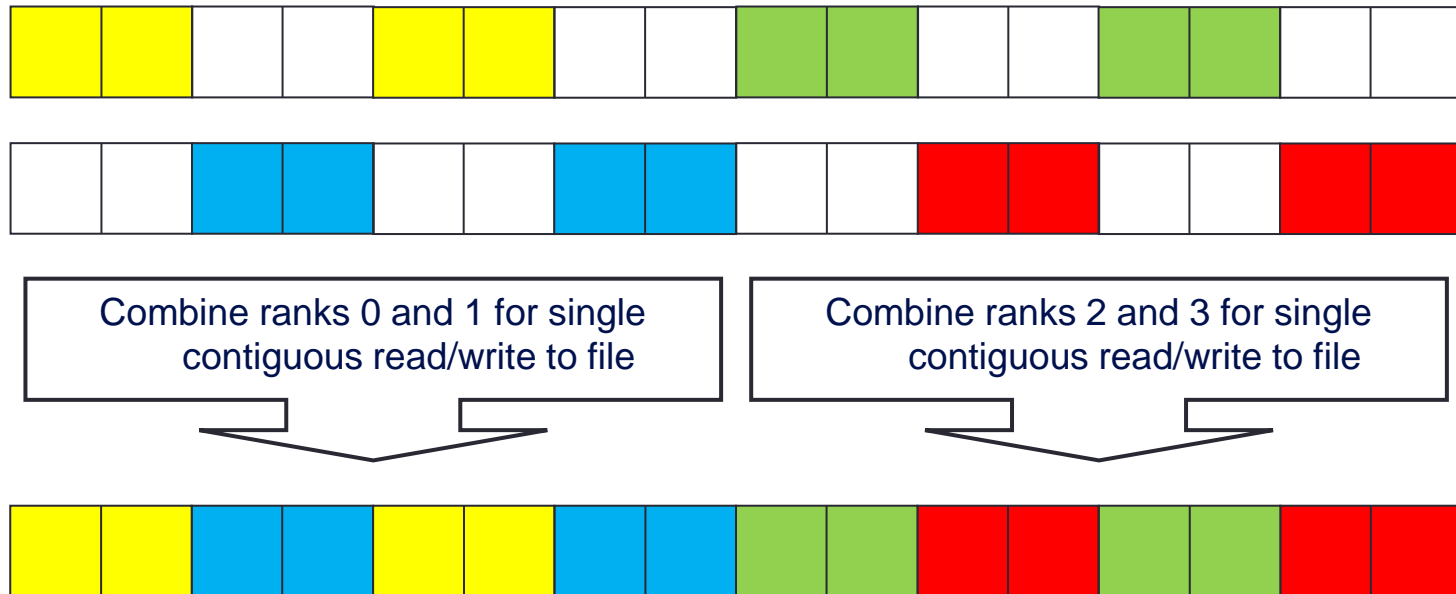 Combine ranks 0 and 1 for single
contiguous read/write to file
Combine ranks 2 and 3 for single
contiguous read/write to file